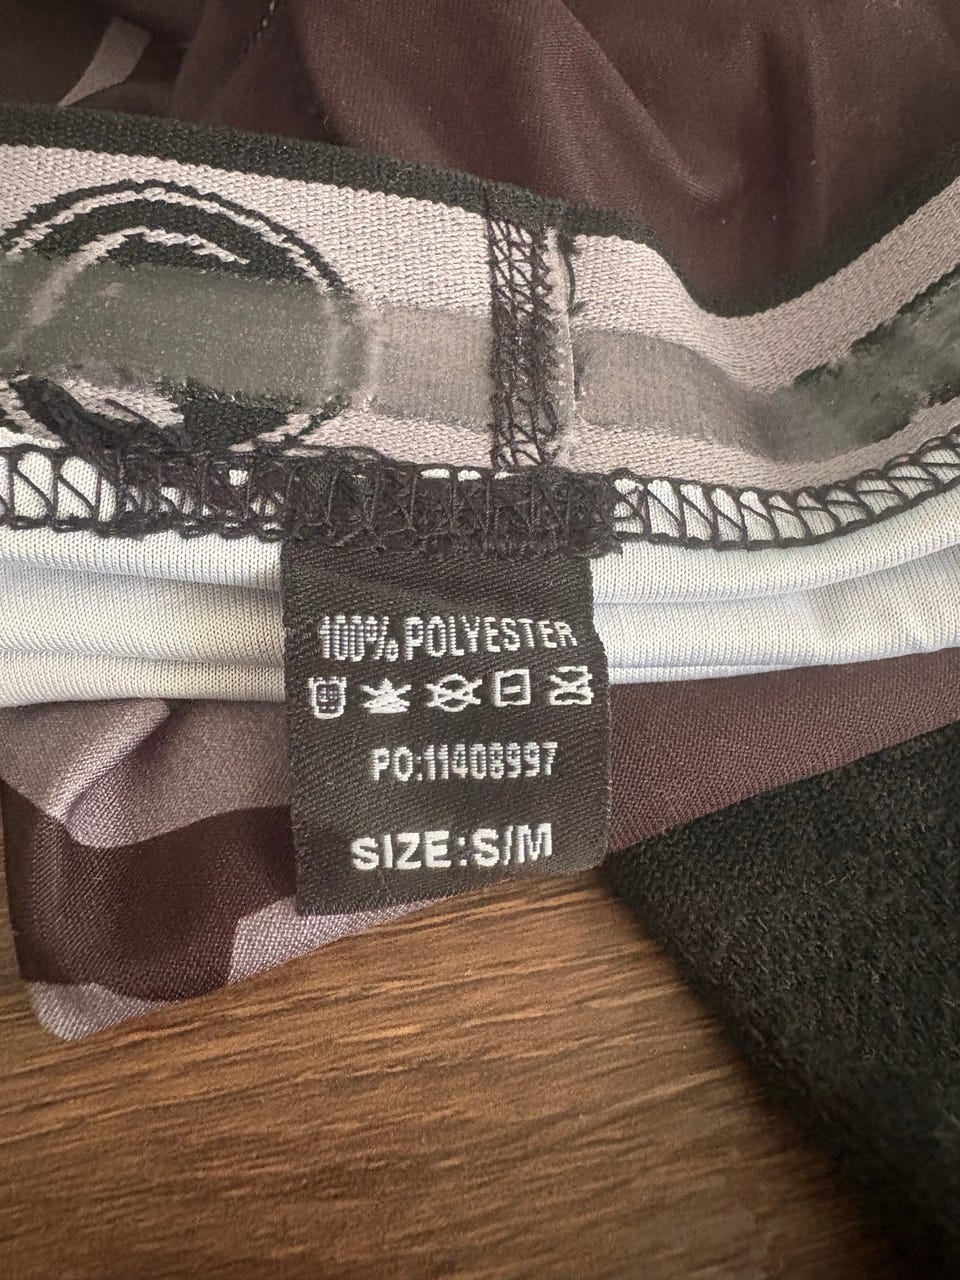 100% POLYESTER
PO:11408997
SIZE:S/M